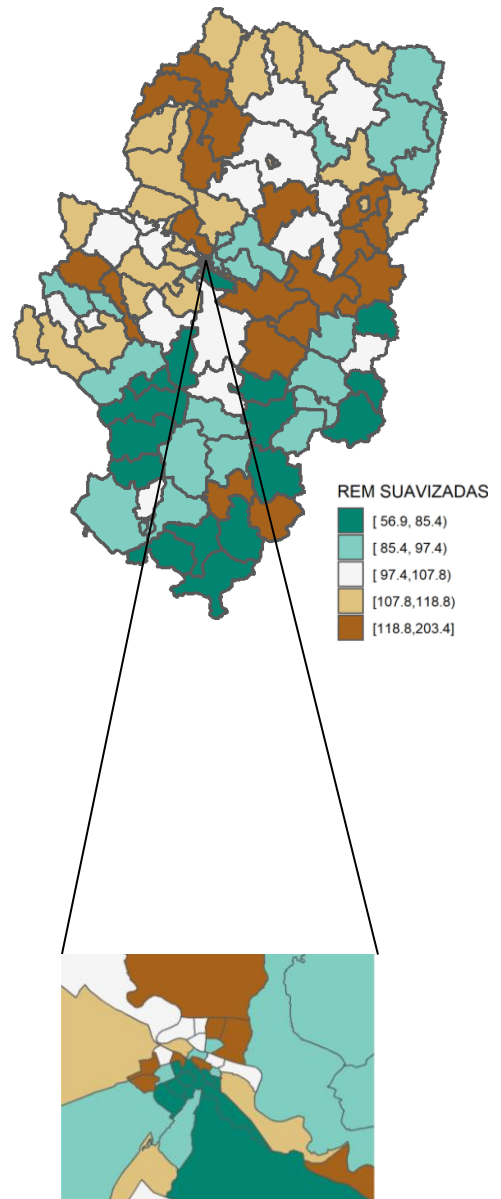 REM SUAVIZADAS
[ 56.9, 85.4)
[ 85.4, 97.4)
[ 97.4,107.8)
[107.8,118.8)
[118.8,203.4]